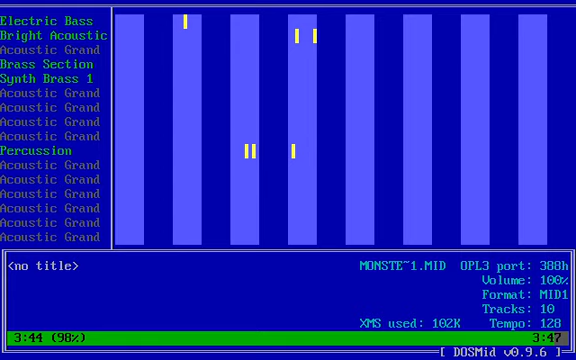 Electric Bass
Bright Acoustic
Acoustic Grand
Brass Section
Synth Brass 1
Acoustic Grand
Acoustic Grand
Acoustic Grand
Acoustic Grand
Percussion
Acoustic Grand
Acoustic Grand
Acoustic Grand
Acoustic Grand
Acoustic Grand
Acoustic Grand
<no title> MONSTE~1.MID OPL3 port: 388h
Volume: 100%
Format: MID1
Tracks: 10
XMS used: 102K Tempo: 128
3:44 (98%) 3:47
[ DOSMid v0.9.6 ]